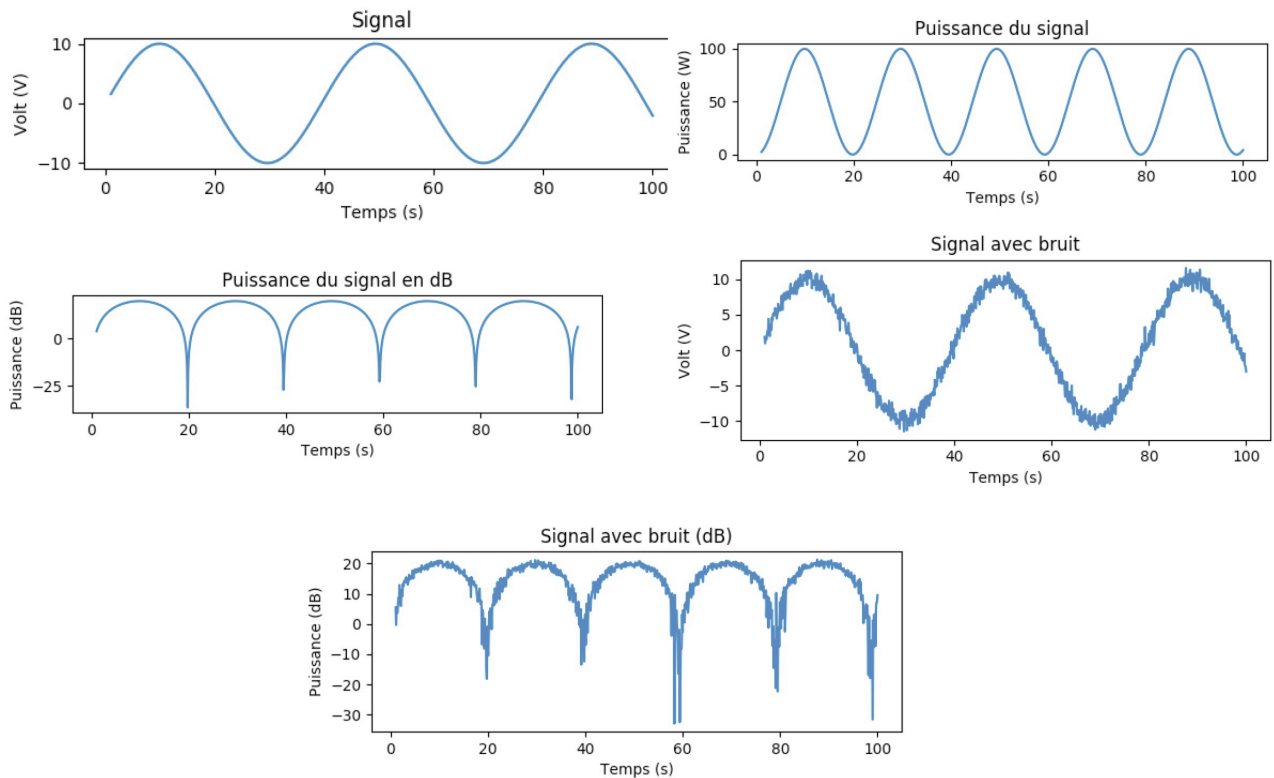 Signal
Volt (V)
10
0
−10
0 20 40 60 80 100
Temps (s)
Puissance du signal
Puissance (W)
100
50
0
0 20 40 60 80 100
Temps (s)
Puissance du signal en dB
Puissance (dB)
0
−25
0 20 40 60 80 100
Temps (s)
Signal avec bruit
Volt (V)
10
5
0
−5
−10
0 20 40 60 80 100
Temps (s)
Signal avec bruit (dB)
Puissance (dB)
20
10
0
−10
−20
−30
0 20 40 60 80 100
Temps (s)